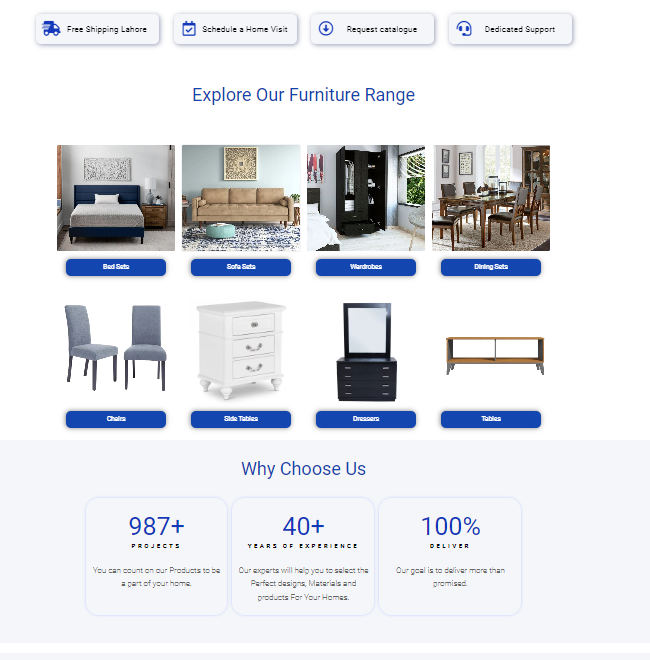 Free Shipping Lahore
Schedule a Home Visit
Request catalogue
Dedicated Support
Explore Our Furniture Range
Bed Sets
Sofa Sets
Wardrobes
Dining Sets
Chairs
Side Tables
Dressers
Tables
Why Choose Us
987+
PROJECTS
You can count on our Products to be
a part of your home.
40+
YEARS OF EXPERIENCE
Our experts will help you to select the
Perfect designs, Materials and
products For Your Homes.
100%
DELIVER
Our goal is to deliver more than
promised.